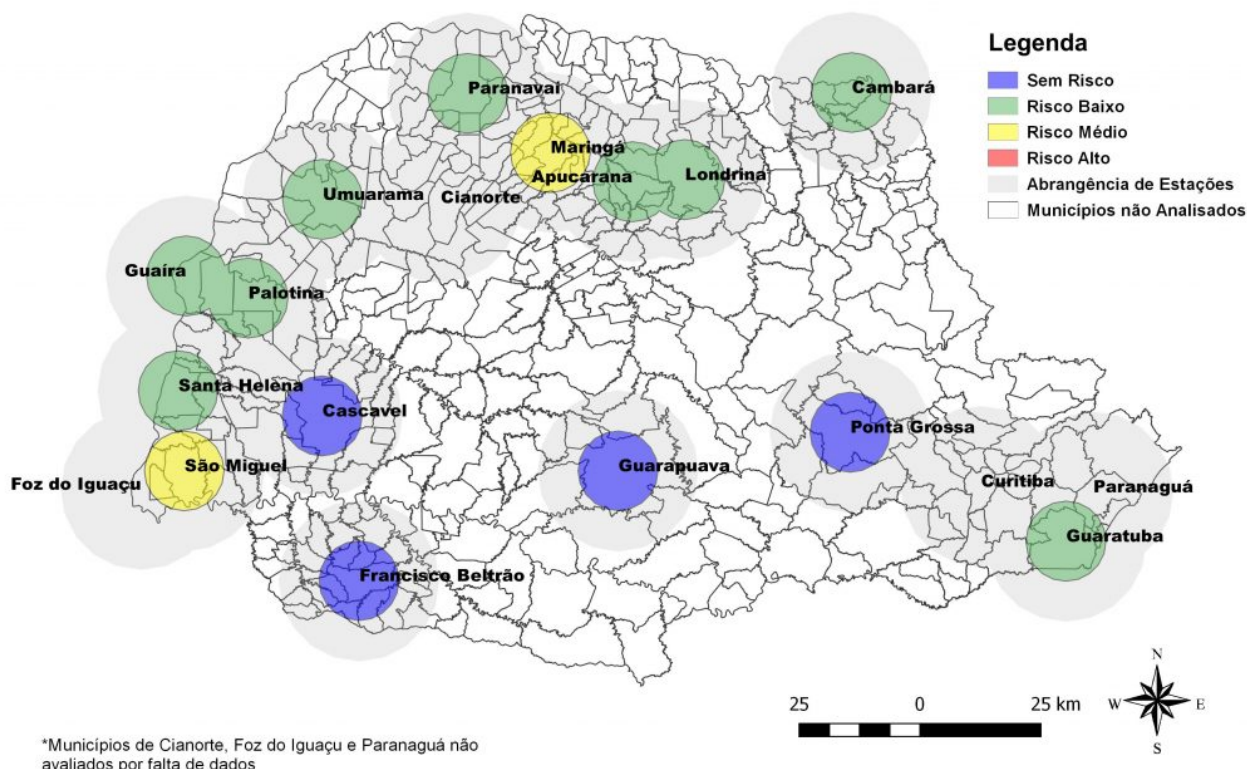 Legenda
Sem Risco
Risco Baixo
Risco Médio
Risco Alto
Abrangência de Estações
Municípios não Analisados
Paranavaí
Cambará
Maringá
Apucarana
Londrina
Umuarama
Cianorte
Guaíra
Palotina
Santa Helena
Cascavel
Ponta Grossa
São Miguel
Guarapuava
Foz do Iguaçu
Curitiba
Paranaguá
Guaratuba
Francisco Beltrão
N
W
E
S
25 0 25 km
*Municípios de Cianorte, Foz do Iguaçu e Paranaguá não
avaliados por falta de dados